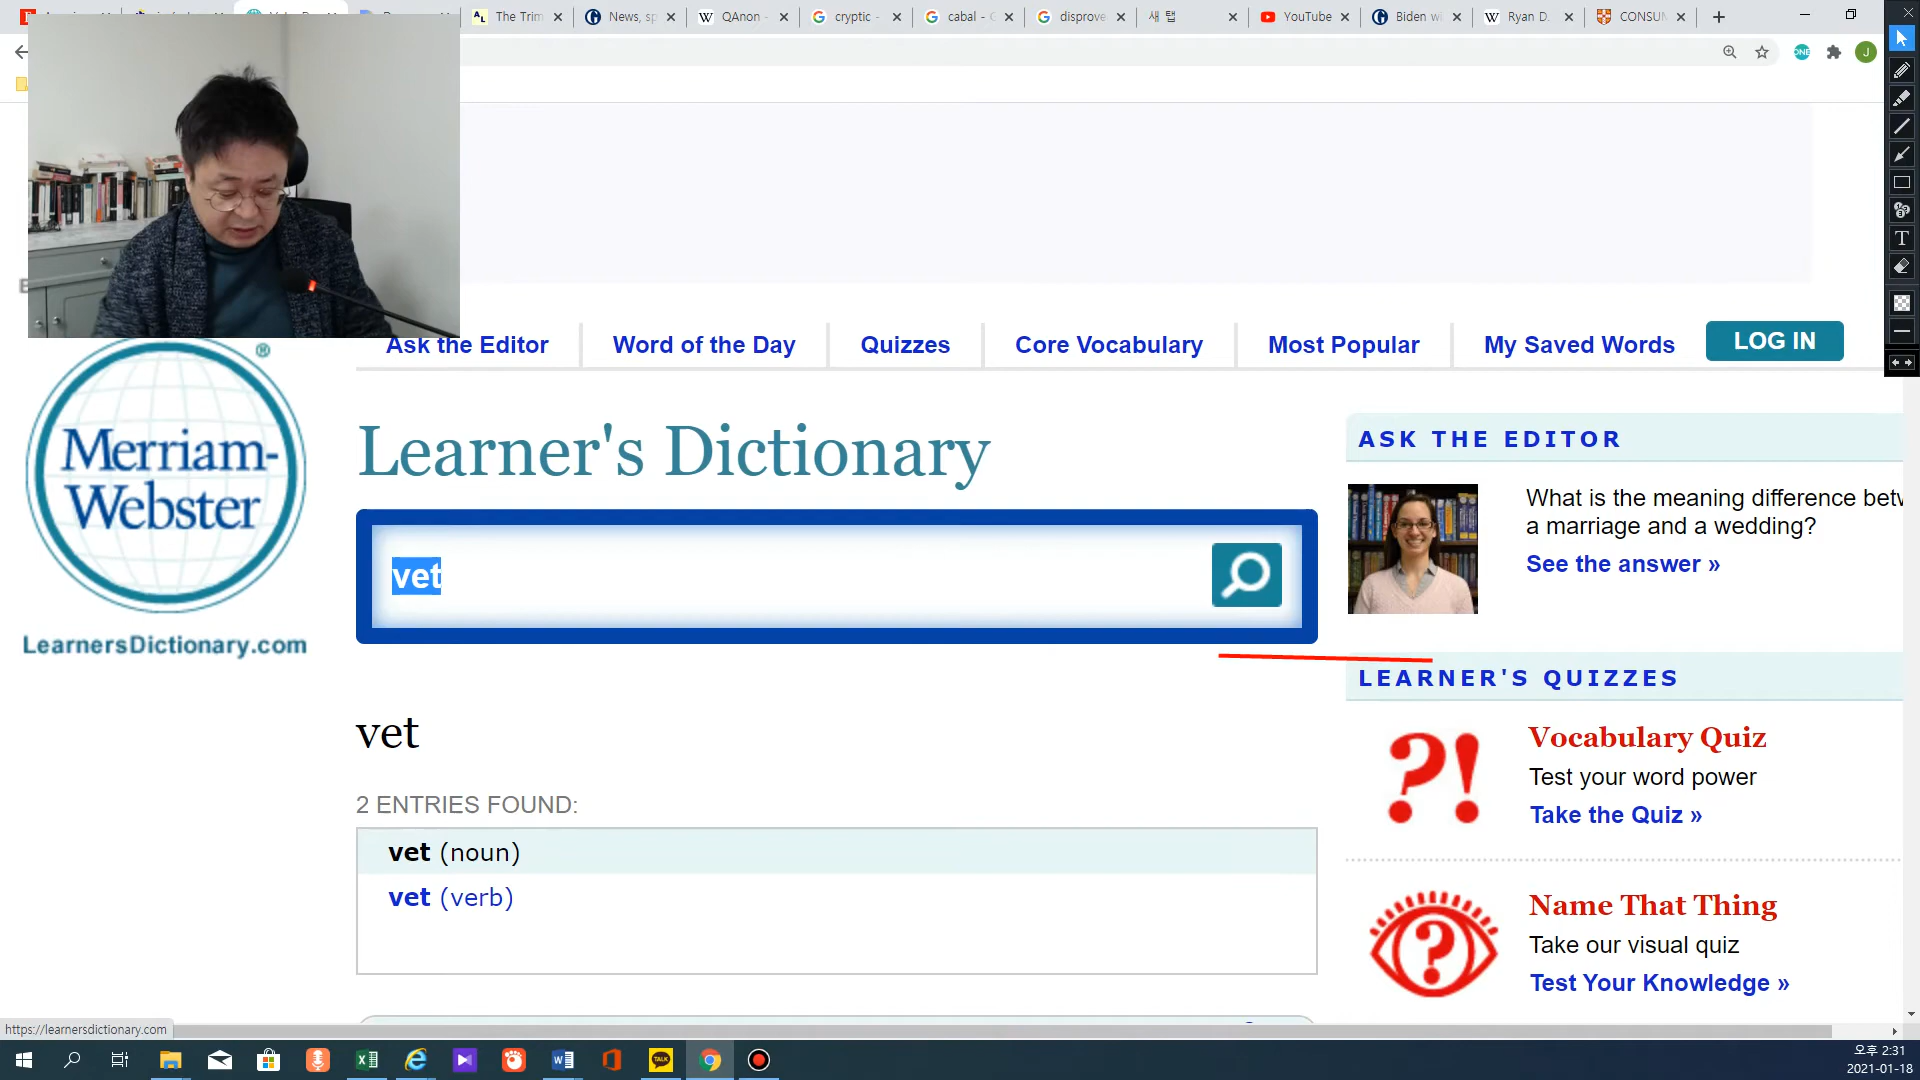 The Trim
News, sp
QAnon -
cryptic -
cabal - G
disprove
새 탭
YouTube
Biden wi
Ryan D.
CONSUM
ONE
J
Ask the Editor
Word of the Day
Quizzes
Core Vocabulary
Most Popular
My Saved Words
LOG IN
Merriam-
Webster
®
LearnersDictionary.com
Learner's Dictionary
vet
vet
2 ENTRIES FOUND:
vet (noun)
vet (verb)
ASK THE EDITOR
What is the meaning difference betw
a marriage and a wedding?
See the answer »
LEARNER'S QUIZZES
Vocabulary Quiz
Test your word power
Take the Quiz »
Name That Thing
Take our visual quiz
Test Your Knowledge »
https://learnersdictionary.com
TALK
오후 2:31
2021-01-18